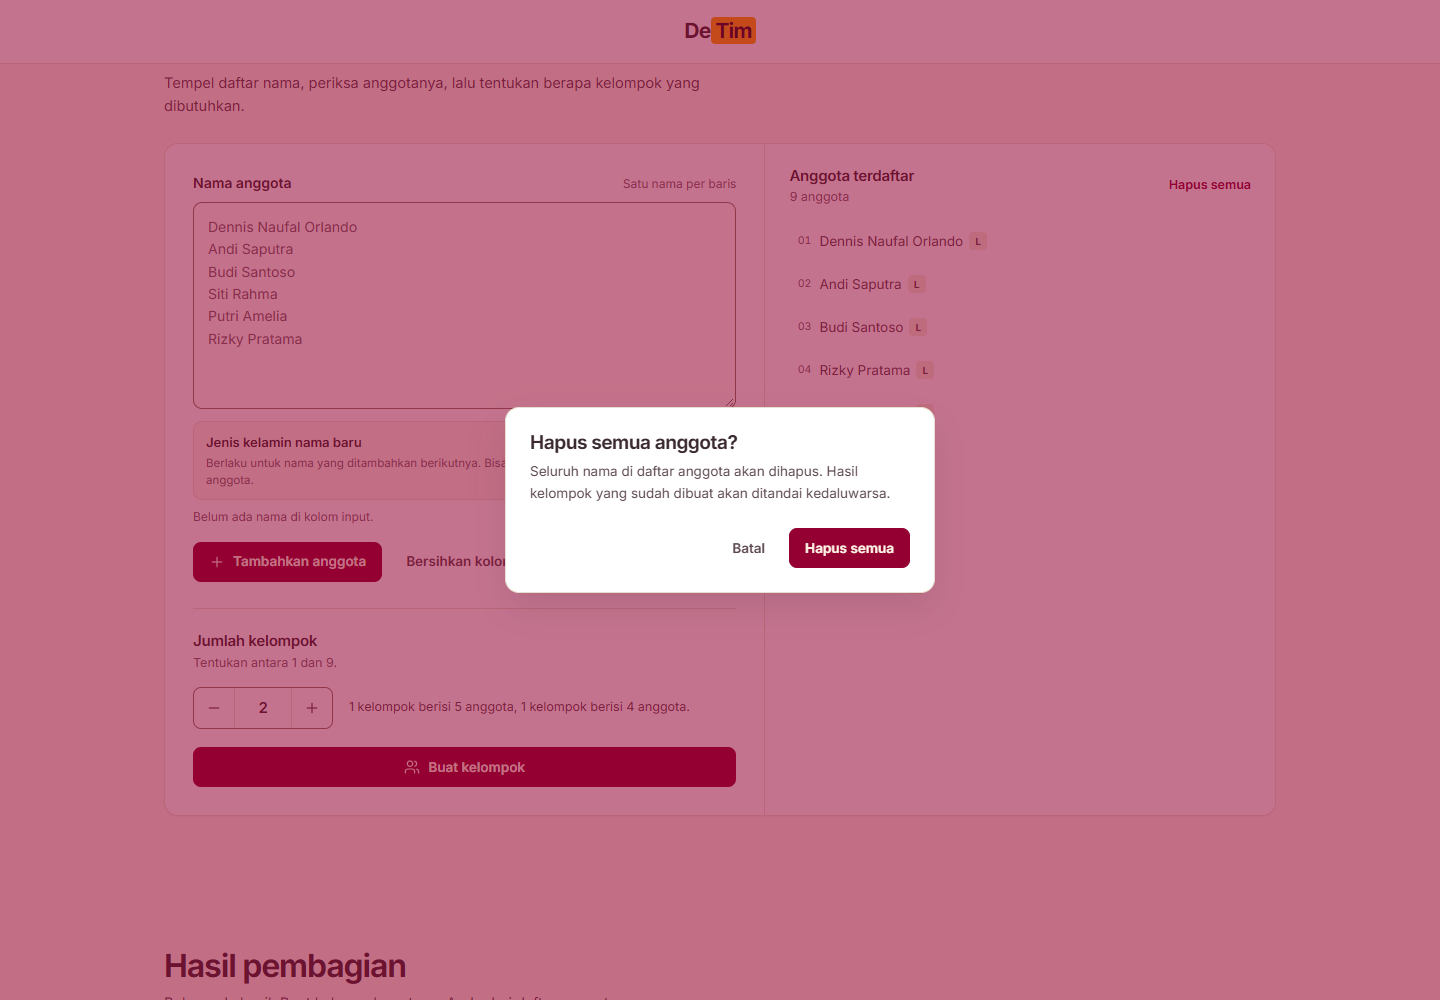 DeTim
Tempel daftar nama, periksa anggotanya, lalu tentukan berapa kelompok yang
dibutuhkan.
Nama anggota
Satu nama per baris
Dennis Naufal Orlando
Andi Saputra
Budi Santoso
Siti Rahma
Putri Amelia
Rizky Pratama
Jenis kelamin nama baru
Berlaku untuk nama yang ditambahkan berikutnya. Bisa
anggota.
Belum ada nama di kolom input.
Tambahkan anggota
Bersihkan
Jumlah kelompok
Tentukan antara 1 dan 9.
2
1 kelompok berisi 5 anggota, 1 kelompok berisi 4 anggota.
Buat kelompok
Anggota terdaftar
9 anggota
Hapus semua
01 Dennis Naufal Orlando L
02 Andi Saputra L
03 Budi Santoso L
04 Rizky Pratama L
Hapus semua anggota?
Seluruh nama di daftar anggota akan dihapus. Hasil
kelompok yang sudah dibuat akan ditandai kedaluwarsa.
Batal
Hapus semua
Hasil pembagian